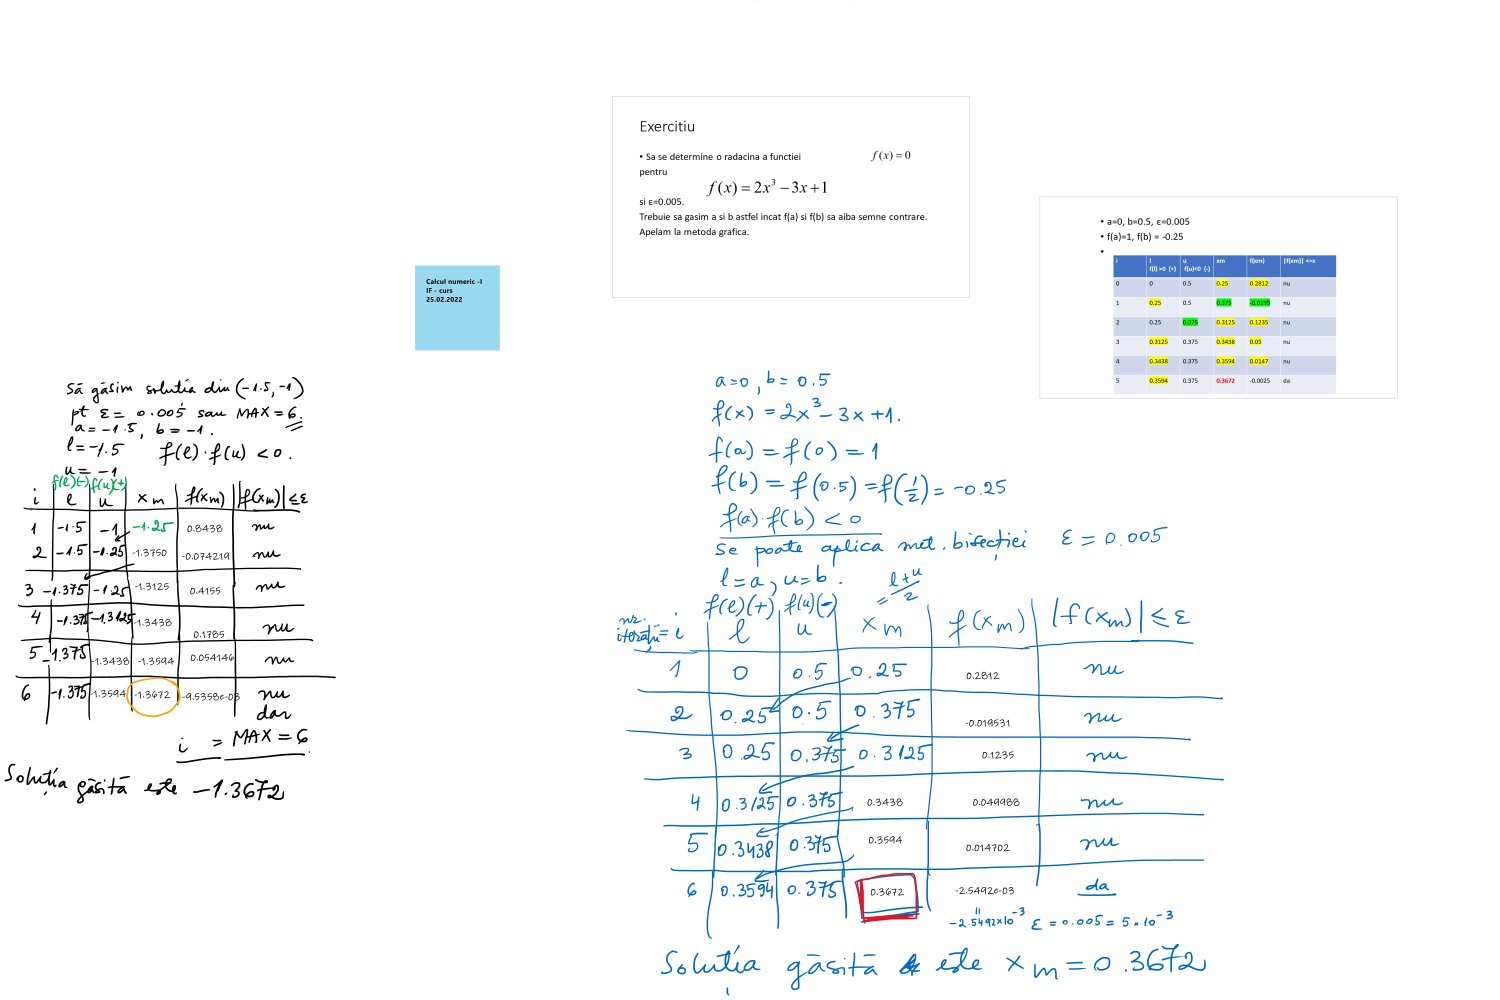 Exercitiu
• Sa se determine o radacina a functiei f(x) = 0
pentru
f(x) = 2x³ − 3x + 1
si ε=0.005.
Trebuie sa gasim a si b astfel incat f(a) si f(b) sa aiba semne contrare.
Apelam la metoda grafica.
• a=0, b=0.5, ε=0.005
• f(a)=1, f(b) = -0.25
•
i l u xm f(xm) |f(xm)| <=ε
f(l) >0 (+) f(u)<0 (-)
0 0 0.5 0.25 0.2812 nu
1 0.25 0.5 0.375 -0.0195 nu
2 0.25 0.375 0.3125 0.1235 nu
3 0.3125 0.375 0.3438 0.05 nu
4 0.3438 0.375 0.3594 0.0147 nu
5 0.3594 0.375 0.3672 -0.0025 da
Calcul numeric -I
IF - curs
25.02.2022
Să găsim soluția din (-1.5, -1)
pt ε = 0.005 sau MAX = 6.
a = -1.5, b = -1.
l = -1.5 f(l)·f(u) < 0.
u = -1
f(l)(-) f(u)(+)
i l u xm f(xm) |f(xm)| ≤ ε
1 -1.5 -1 -1.25 0.8438 nu
2 -1.5 -1.25 -1.3750 -0.074219 nu
3 -1.375 -1.25 -1.3125 0.4155 nu
4 -1.375 -1.3125 -1.3438 0.1785 nu
5 -1.375 -1.3438 -1.3594 0.054146 nu
6 -1.375 -1.3594 -1.3672 -9.5358e-03 nu
dar
i = MAX = 6
Soluția găsită este -1.3672
a=0, b = 0.5
f(x) = 2x³ - 3x + 1.
f(a) = f(0) = 1
f(b) = f(0.5) = f(1/2) = -0.25
f(a)·f(b) < 0
Se poate aplica met. bisecției ε = 0.005
l = a, u = b. = (l+u)/2
f(l)(+) f(u)(-)
nr. iterații = i l u xm f(xm) |f(xm)| ≤ ε
1 0 0.5 0.25 0.2812 nu
2 0.25 0.5 0.375 -0.019531 nu
3 0.25 0.375 0.3125 0.1235 nu
4 0.3125 0.375 0.3438 0.049988 nu
5 0.3438 0.375 0.3594 0.014702 nu
6 0.3594 0.375 0.3672 -2.5492e-03 da
=
-2.5492×10⁻³ ε = 0.005 = 5×10⁻³
Soluția găsită este xm = 0.3672